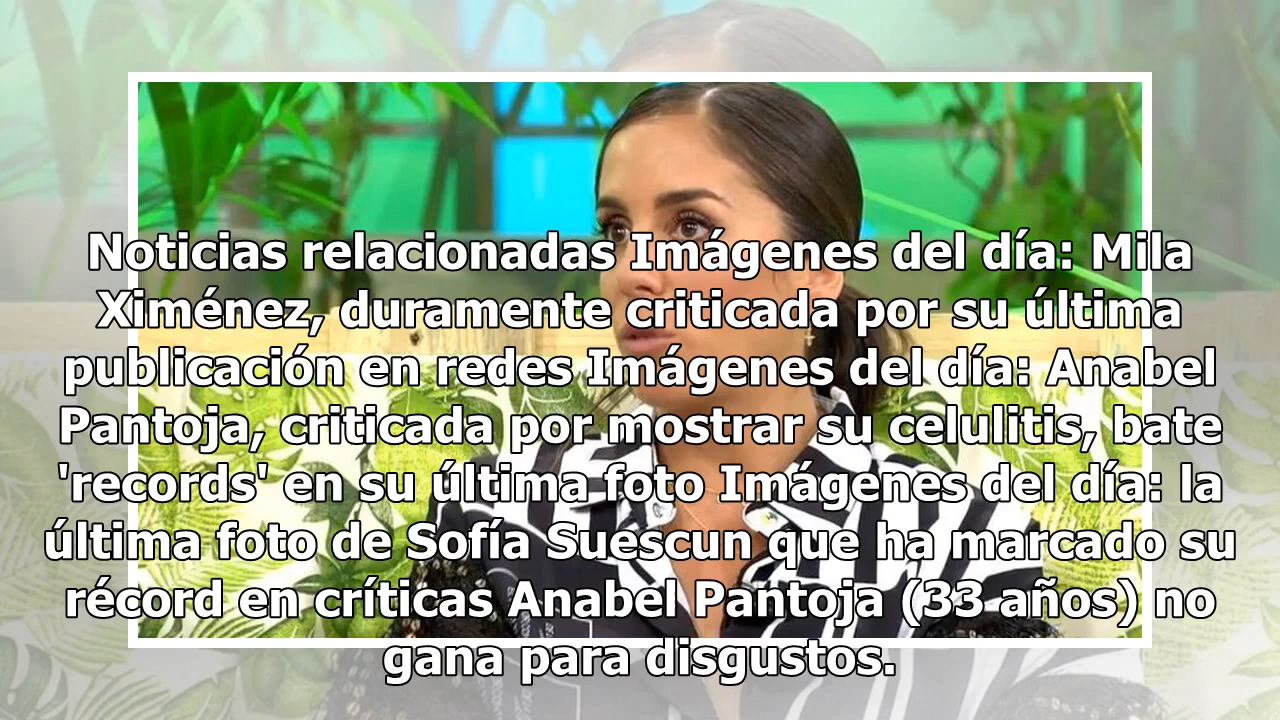 Noticias relacionadas Imágenes del día: Mila
Ximénez, duramente criticada por su última
publicación en redes Imágenes del día: Anabel
Pantoja, criticada por mostrar su celulitis, bate
'records' en su última foto Imágenes del día: la
última foto de Sofía Suescun que ha marcado su
récord en críticas Anabel Pantoja (33 años) no
gana para disgustos.